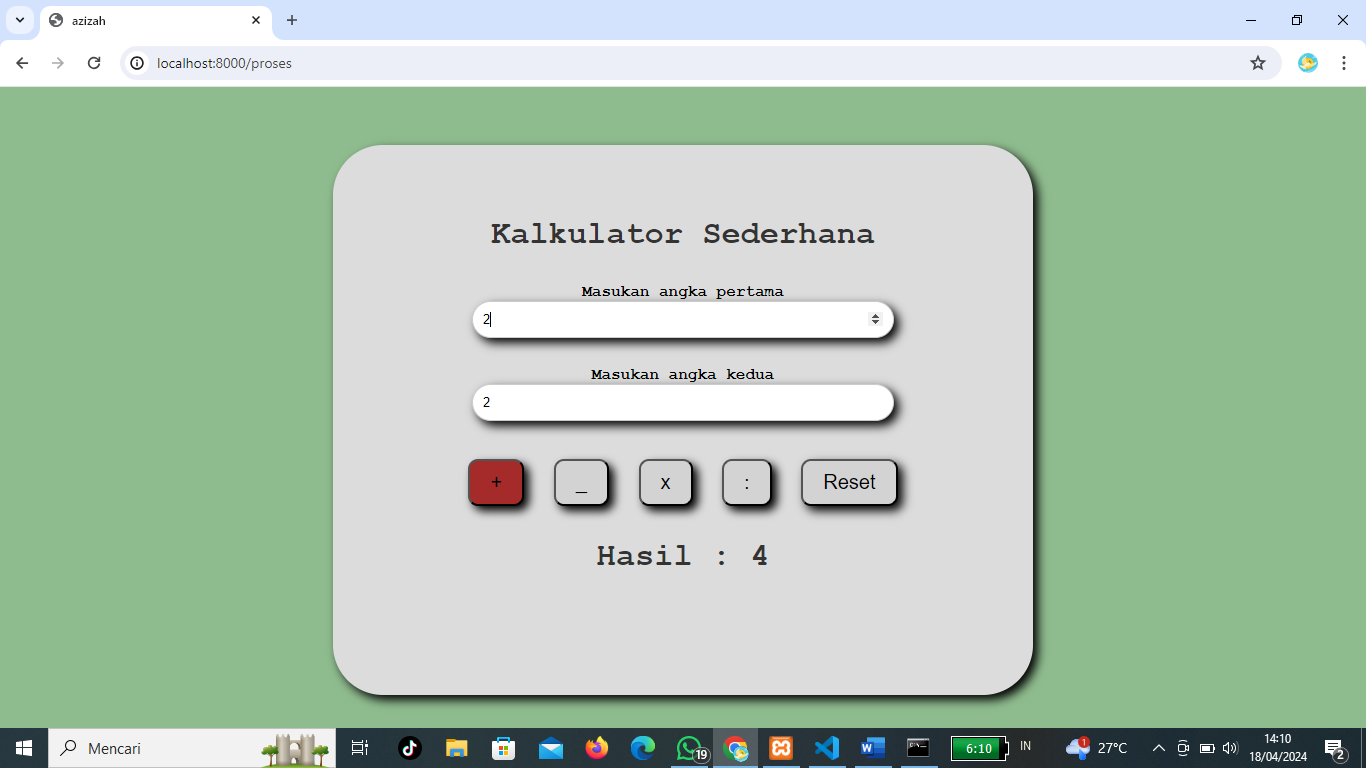 azizah
localhost:8000/proses
Kalkulator Sederhana
Masukan angka pertama
2
Masukan angka kedua
2
+ _ x : Reset
Hasil : 4
Mencari
19
6:10
IN
1
27°C
14:10
18/04/2024
2